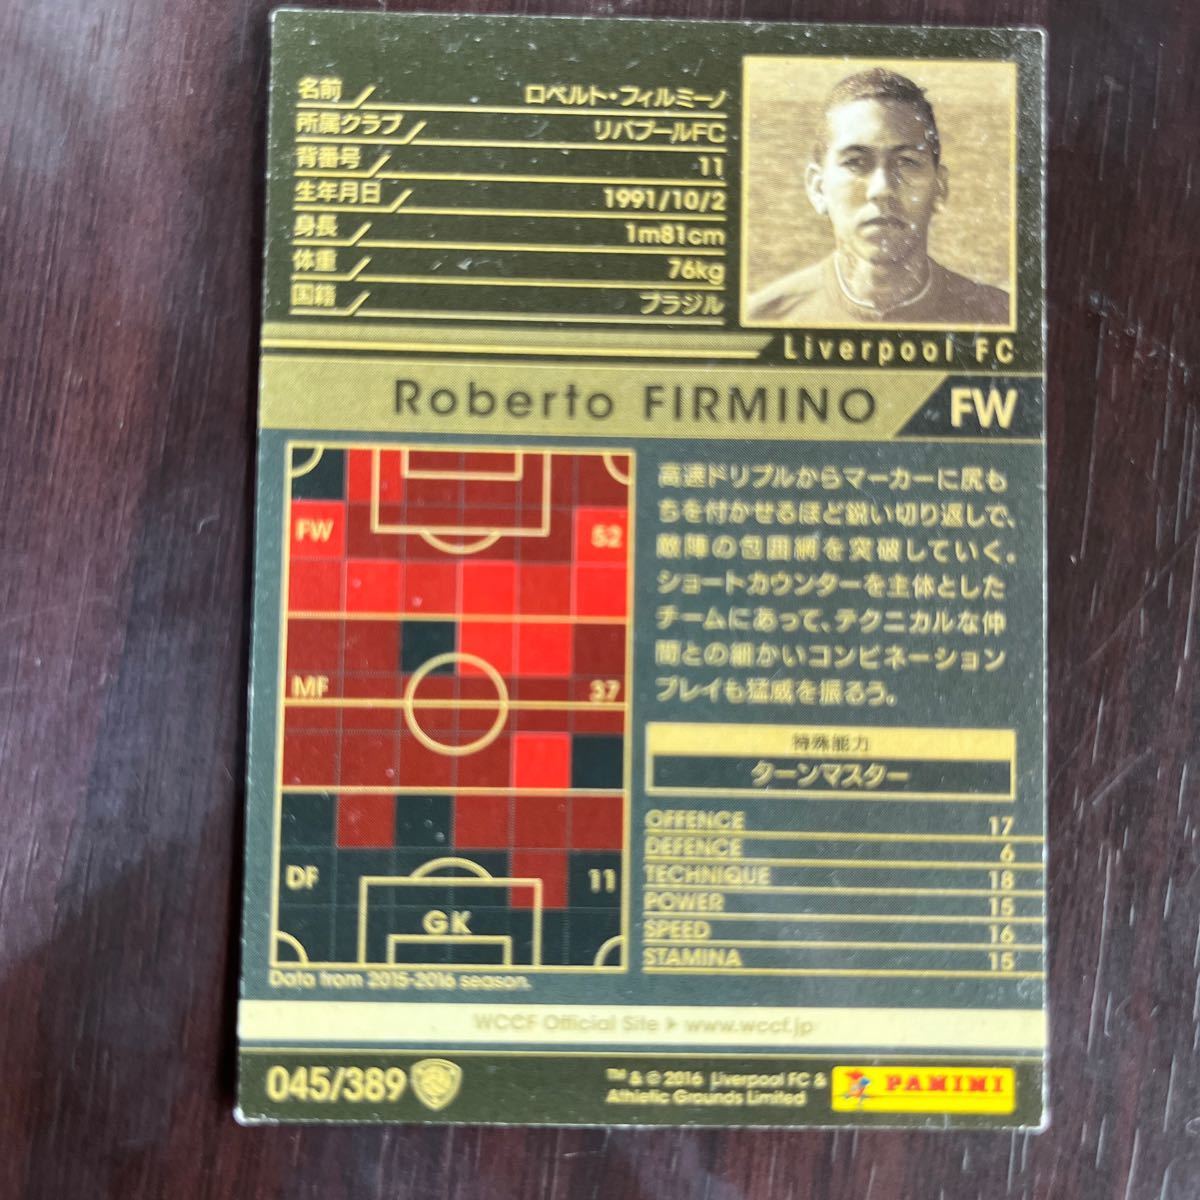 名前 ロベルト・フィルミーノ
所属クラブ リバプールFC
背番号 11
生年月日 1991/10/2
身長 1m81cm
体重 76kg
国籍 ブラジル
Liverpool FC
Roberto FIRMINO FW
FW 52
MF 37
DF 11
GK
Data from 2015-2016 season.
高速ドリブルからマーカーに尻も
ちを付かせるほど鋭い切り返しで、
敵陣の包囲網を突破していく。
ショートカウンターを主体とした
チームにあって、テクニカルな仲
間との細かいコンビネーション
プレイも猛威を振るう。
特殊能力
ターンマスター
OFFENCE 17
DEFENCE 6
TECHNIQUE 18
POWER 15
SPEED 16
STAMINA 15
WCCF Official Site ▶ www.wccf.jp
045/389
™ & © 2016 Liverpool FC &
Athletic Grounds Limited
PANINI